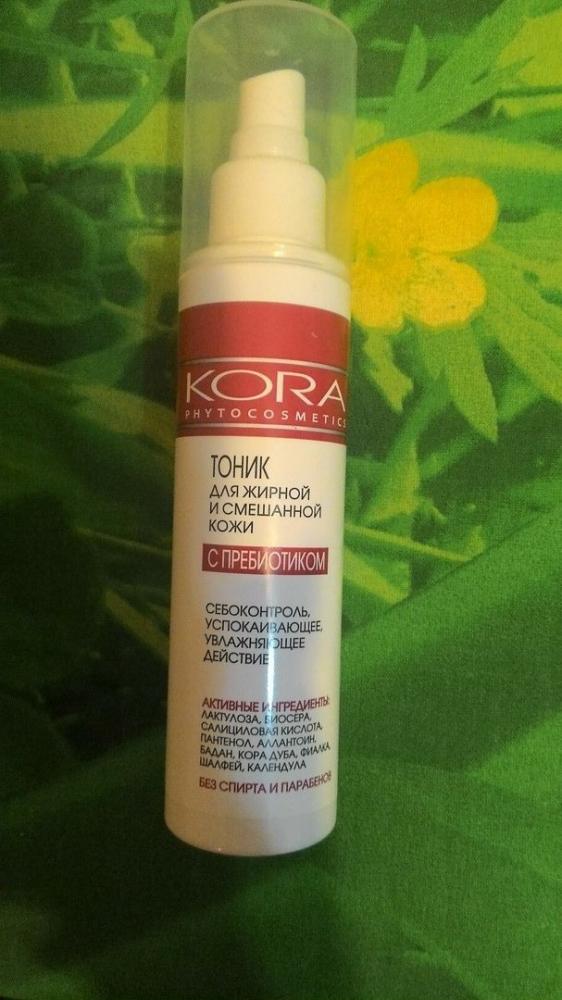 KORA
PHYTOCOSMETICS
ТОНИК
ДЛЯ ЖИРНОЙ
И СМЕШАННОЙ
КОЖИ
С ПРЕБИОТИКОМ
СЕБОКОНТРОЛЬ,
УСПОКАИВАЮЩЕЕ,
УВЛАЖНЯЮЩЕЕ
ДЕЙСТВИЕ
АКТИВНЫЕ ИНГРЕДИЕНТЫ:
ЛАКТУЛОЗА, БИОСЕРА,
САЛИЦИЛОВАЯ КИСЛОТА,
ПАНТЕНОЛ, АЛЛАНТОИН,
БАДАН, КОРА ДУБА, ФИАЛКА,
ШАЛФЕЙ, КАЛЕНДУЛА
БЕЗ СПИРТА И ПАРАБЕНОВ